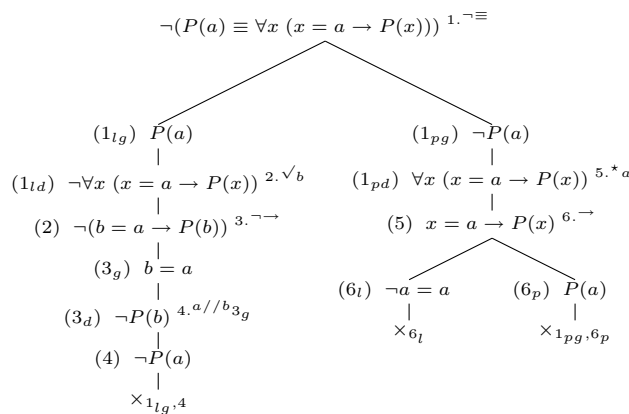 ¬(P(a) ≡ ∀x (x = a → P(x))) 1.¬≡
(1lg) P(a) (1pg) ¬P(a)
(1ld) ¬∀x (x = a → P(x)) 2.√b (1pd) ∀x (x = a → P(x)) 5.⋆a
(2) ¬(b = a → P(b)) 3.¬→ (5) x = a → P(x) 6.→
(3g) b = a
(6l) ¬a = a (6p) P(a)
(3d) ¬P(b) 4.a//b3g
×6l ×1pg,6p
(4) ¬P(a)
×1lg,4